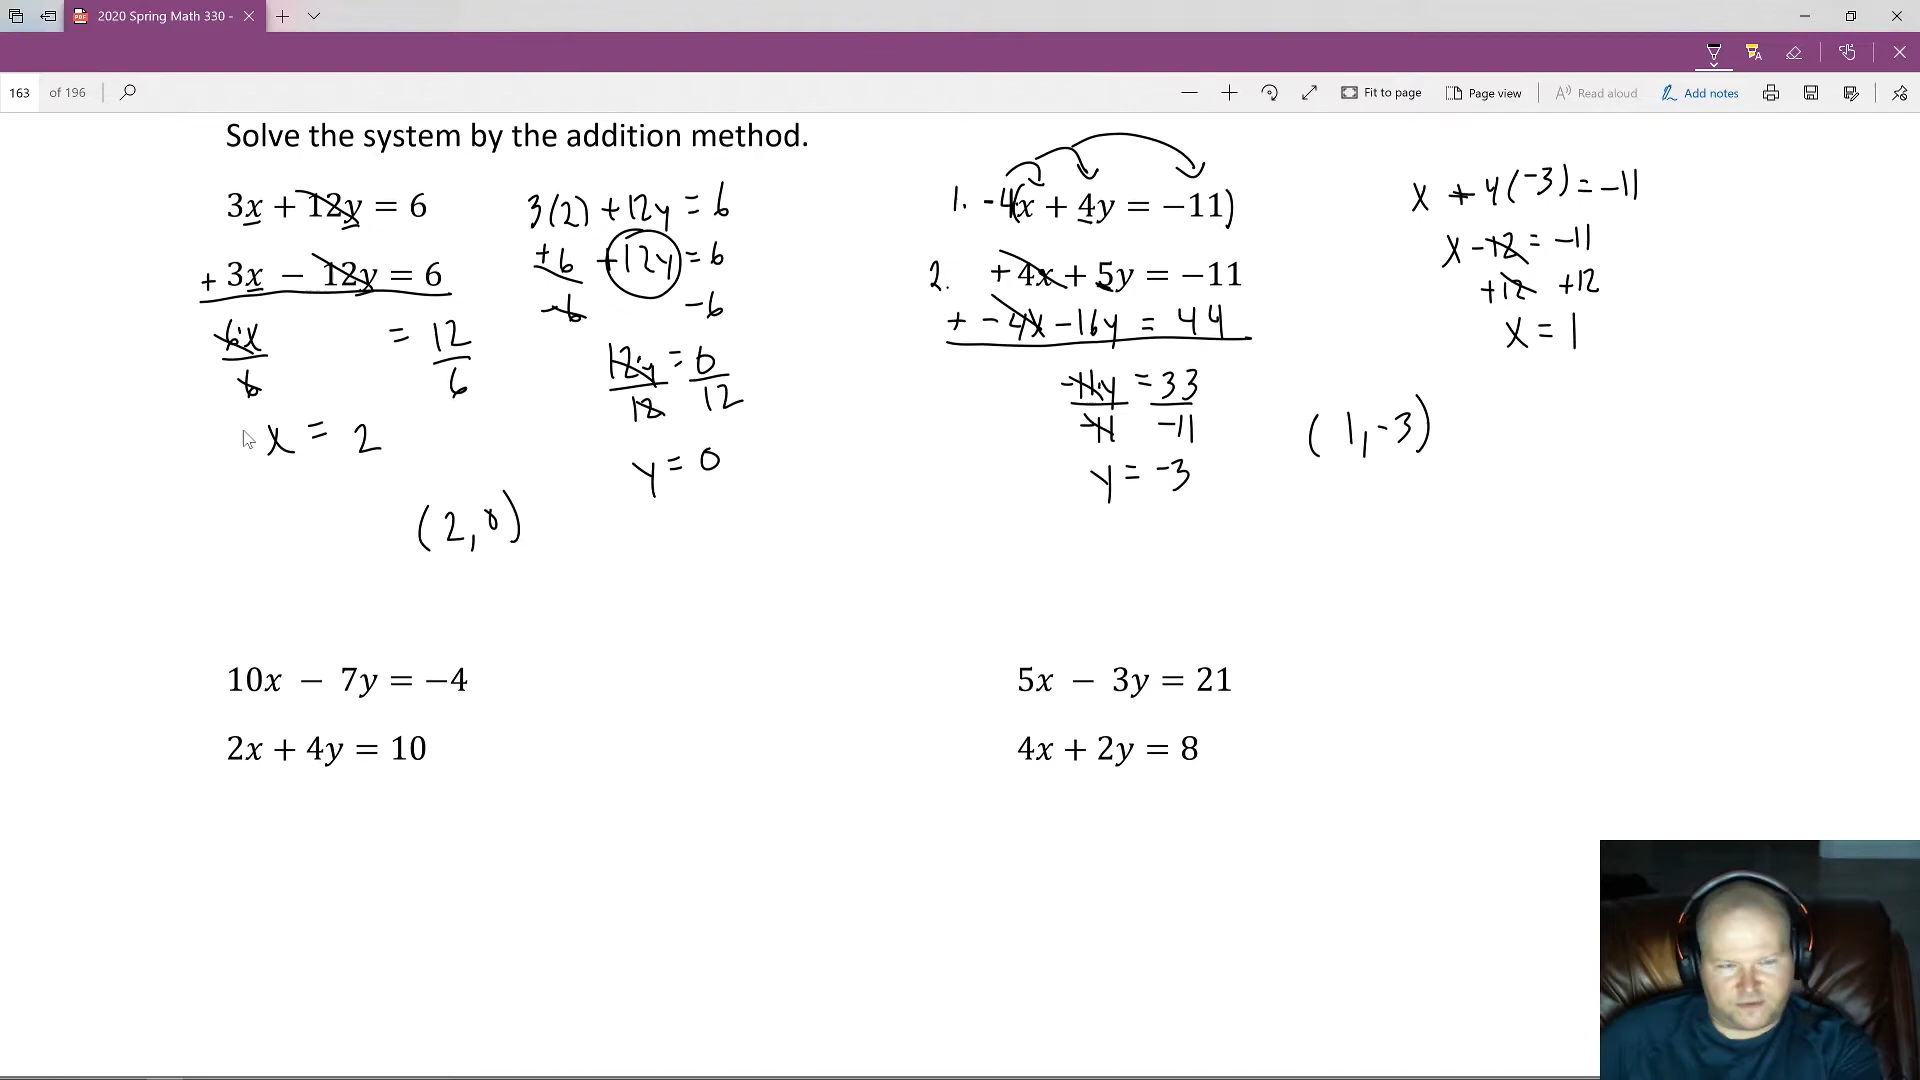 2020 Spring Math 330 -
163 of 196
Fit to page
Page view
Read aloud
Add notes
Solve the system by the addition method.
3x + 12y = 6
+ 3x − 12y = 6
6x = 12
6 6
x = 2
3(2) + 12y = 6
+6 + 12y = 6
-6 -6
12y = 0
12 12
y = 0
(2, 0)
1. -4(x + 4y = −11)
2. +4x + 5y = −11
+ -4x - 16y = 44
-11y = 33
-11 -11
y = -3
x + 4(-3) = -11
x - 12 = -11
+12 +12
x = 1
(1, -3)
10x − 7y = −4
2x + 4y = 10
5x − 3y = 21
4x + 2y = 8